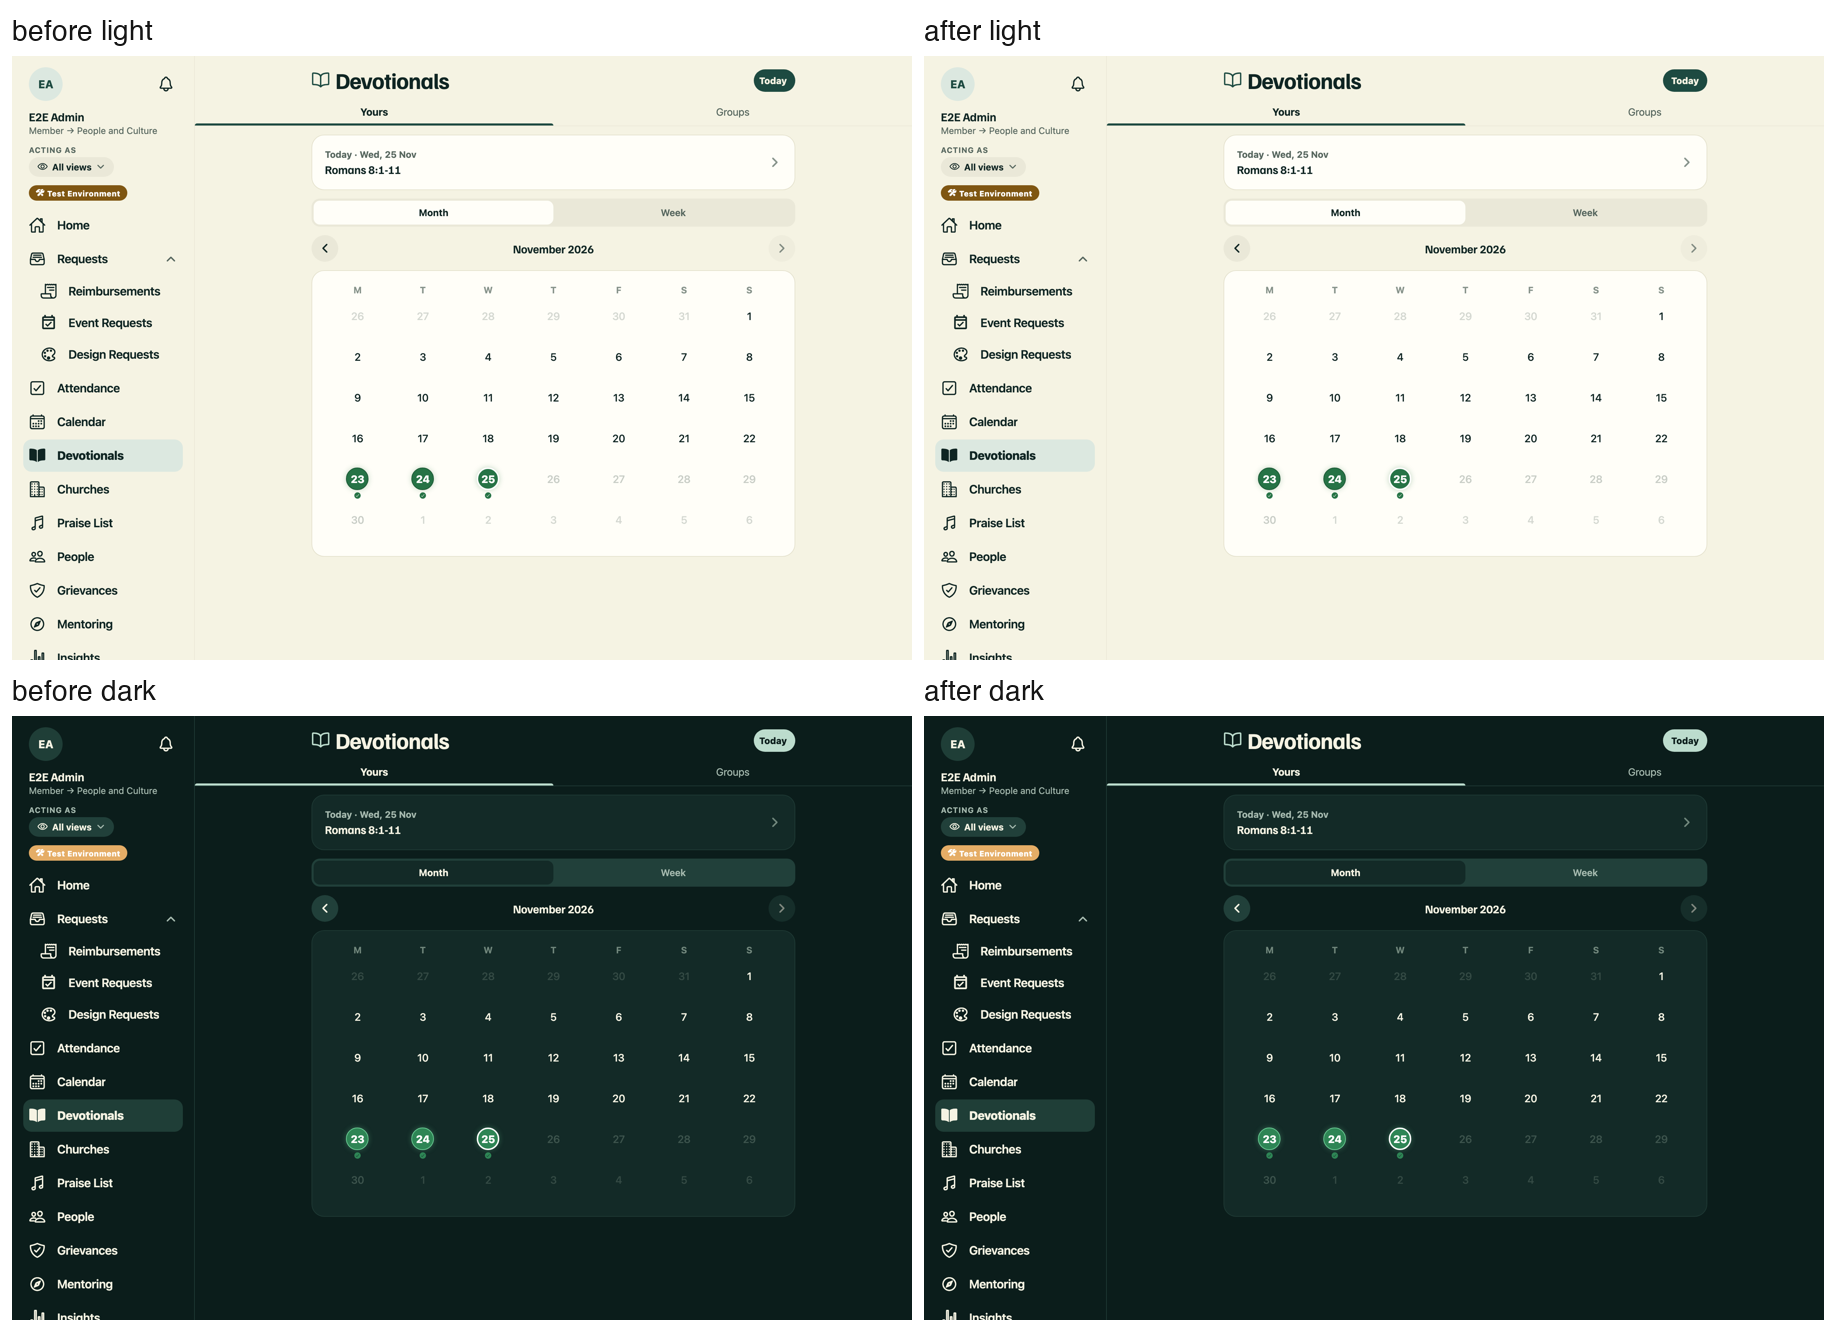 before light
EA
E2E Admin
Member → People and Culture
ACTING AS
All views
Test Environment
Home
Requests
Reimbursements
Event Requests
Design Requests
Attendance
Calendar
Devotionals
Churches
Praise List
People
Grievances
Mentoring
Insights
Devotionals
Today
Yours Groups
Today · Wed, 25 Nov
Romans 8:1-11
Month Week
November 2026
M T W T F S S
26 27 28 29 30 31 1
2 3 4 5 6 7 8
9 10 11 12 13 14 15
16 17 18 19 20 21 22
23 24 25 26 27 28 29
30 1 2 3 4 5 6
after light
EA
E2E Admin
Member → People and Culture
ACTING AS
All views
Test Environment
Home
Requests
Reimbursements
Event Requests
Design Requests
Attendance
Calendar
Devotionals
Churches
Praise List
People
Grievances
Mentoring
Insights
Devotionals
Today
Yours Groups
Today · Wed, 25 Nov
Romans 8:1-11
Month Week
November 2026
M T W T F S S
26 27 28 29 30 31 1
2 3 4 5 6 7 8
9 10 11 12 13 14 15
16 17 18 19 20 21 22
23 24 25 26 27 28 29
30 1 2 3 4 5 6
before dark
EA
E2E Admin
Member → People and Culture
ACTING AS
All views
Test Environment
Home
Requests
Reimbursements
Event Requests
Design Requests
Attendance
Calendar
Devotionals
Churches
Praise List
People
Grievances
Mentoring
Insights
Devotionals
Today
Yours Groups
Today · Wed, 25 Nov
Romans 8:1-11
Month Week
November 2026
M T W T F S S
26 27 28 29 30 31 1
2 3 4 5 6 7 8
9 10 11 12 13 14 15
16 17 18 19 20 21 22
23 24 25 26 27 28 29
30 1 2 3 4 5 6
after dark
EA
E2E Admin
Member → People and Culture
ACTING AS
All views
Test Environment
Home
Requests
Reimbursements
Event Requests
Design Requests
Attendance
Calendar
Devotionals
Churches
Praise List
People
Grievances
Mentoring
Insights
Devotionals
Today
Yours Groups
Today · Wed, 25 Nov
Romans 8:1-11
Month Week
November 2026
M T W T F S S
26 27 28 29 30 31 1
2 3 4 5 6 7 8
9 10 11 12 13 14 15
16 17 18 19 20 21 22
23 24 25 26 27 28 29
30 1 2 3 4 5 6